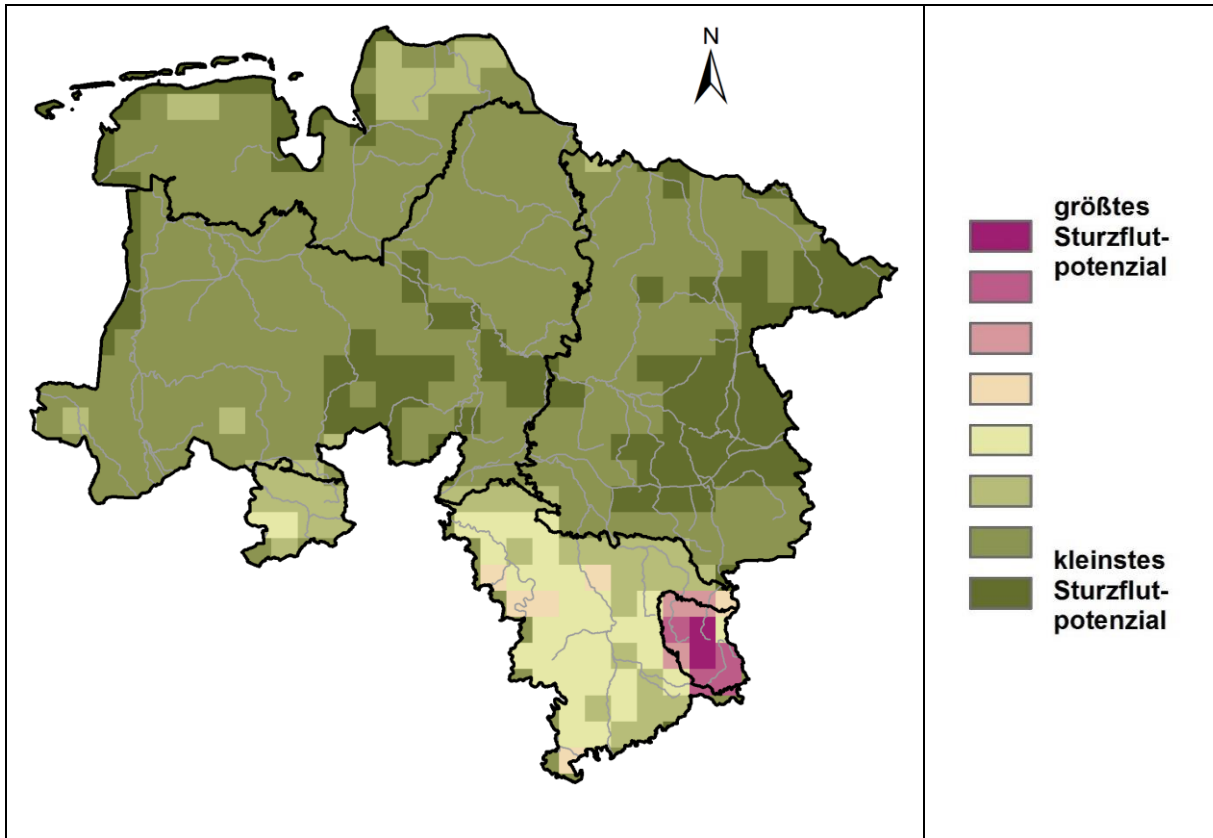 N
größtes
Sturzflut-
potenzial
kleinstes
Sturzflut-
potenzial